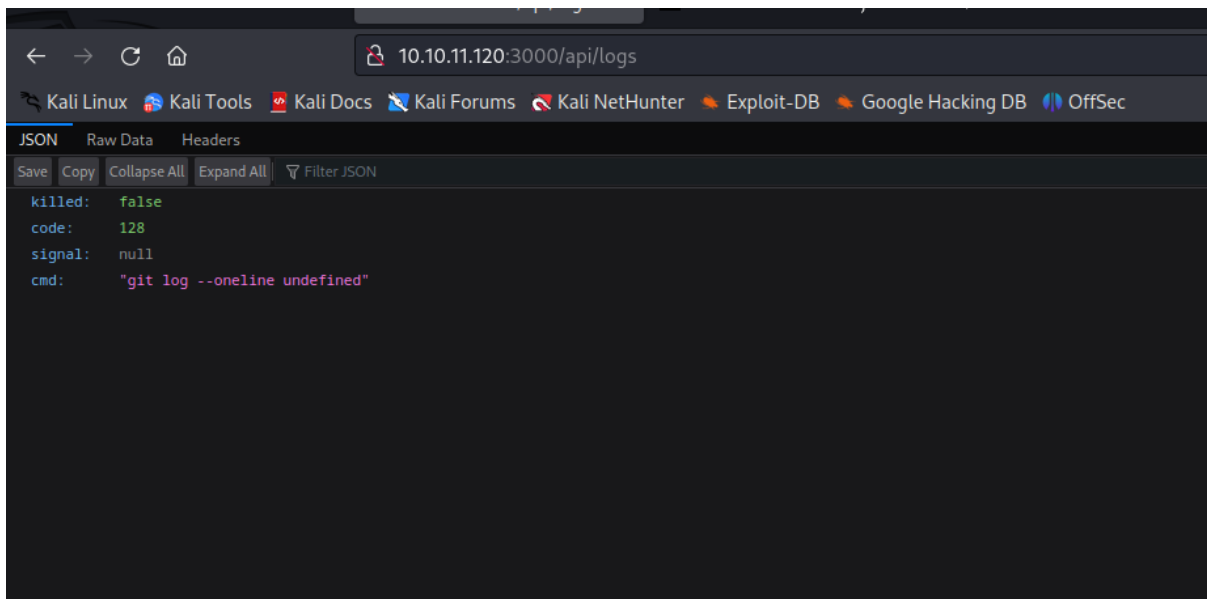 10.10.11.120:3000/api/logs
Kali Linux Kali Tools Kali Docs Kali Forums Kali NetHunter Exploit-DB Google Hacking DB OffSec
JSON Raw Data Headers
Save Copy Collapse All Expand All Filter JSON
killed: false
code: 128
signal: null
cmd: "git log --oneline undefined"